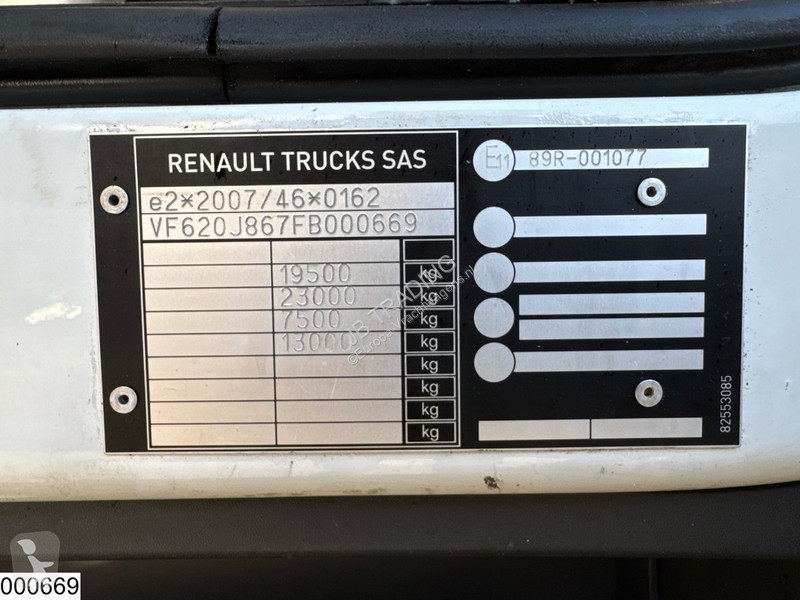 RENAULT TRUCKS SAS
e2*2007/46*0162
VF620J867FB000669
19500 kg
23000 kg
7500 kg
13000 kg
kg
kg
kg
kg
E11 89R-001077
82553085
000669